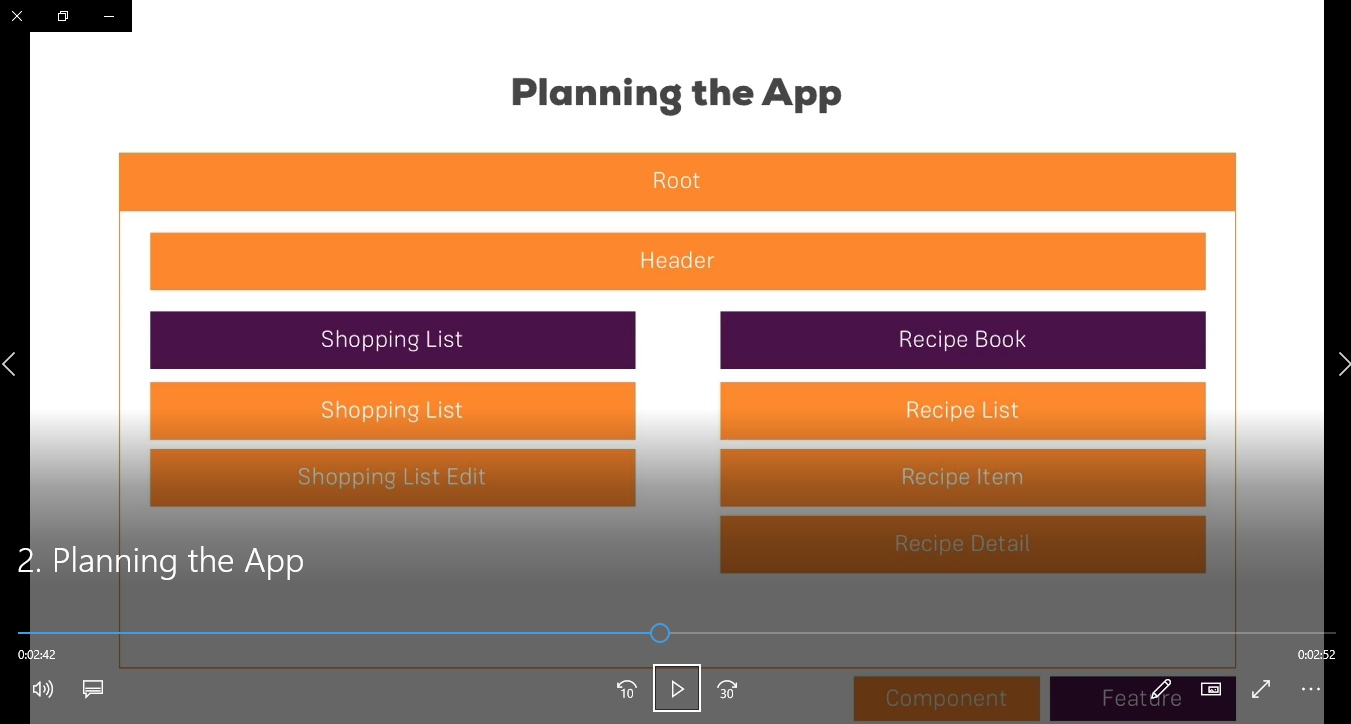 Planning the App
Root
Header
Shopping List
Recipe Book
Shopping List
Recipe List
Shopping List Edit
Recipe Item
Recipe Detail
2. Planning the App
0:02:42
0:02:52
10
30
Component
Feature